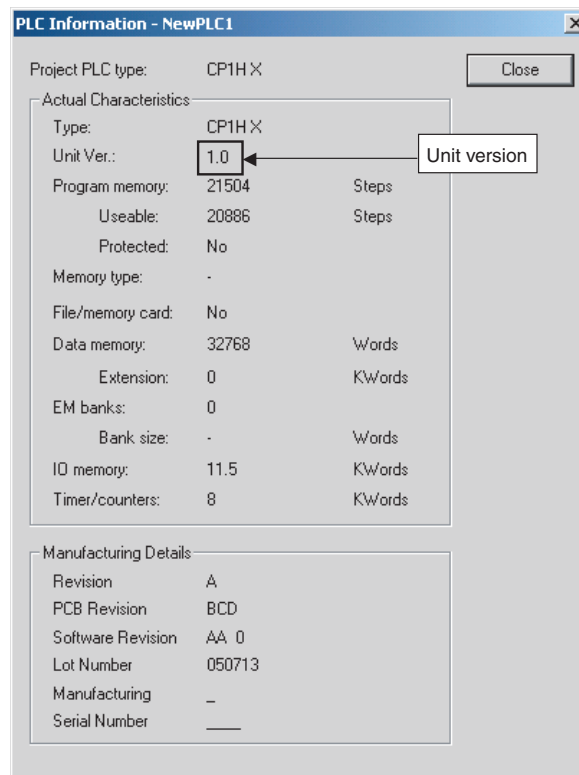 PLC Information - NewPLC1
Project PLC type: CP1H X Close
Actual Characteristics
Type: CP1H X
Unit Ver.: 1.0 Unit version
Program memory: 21504 Steps
Useable: 20886 Steps
Protected: No
Memory type: -
File/memory card: No
Data memory: 32768 Words
Extension: 0 KWords
EM banks: 0
Bank size: - Words
IO memory: 11.5 KWords
Timer/counters: 8 KWords
Manufacturing Details
Revision A
PCB Revision BCD
Software Revision AA 0
Lot Number 050713
Manufacturing _
Serial Number ____